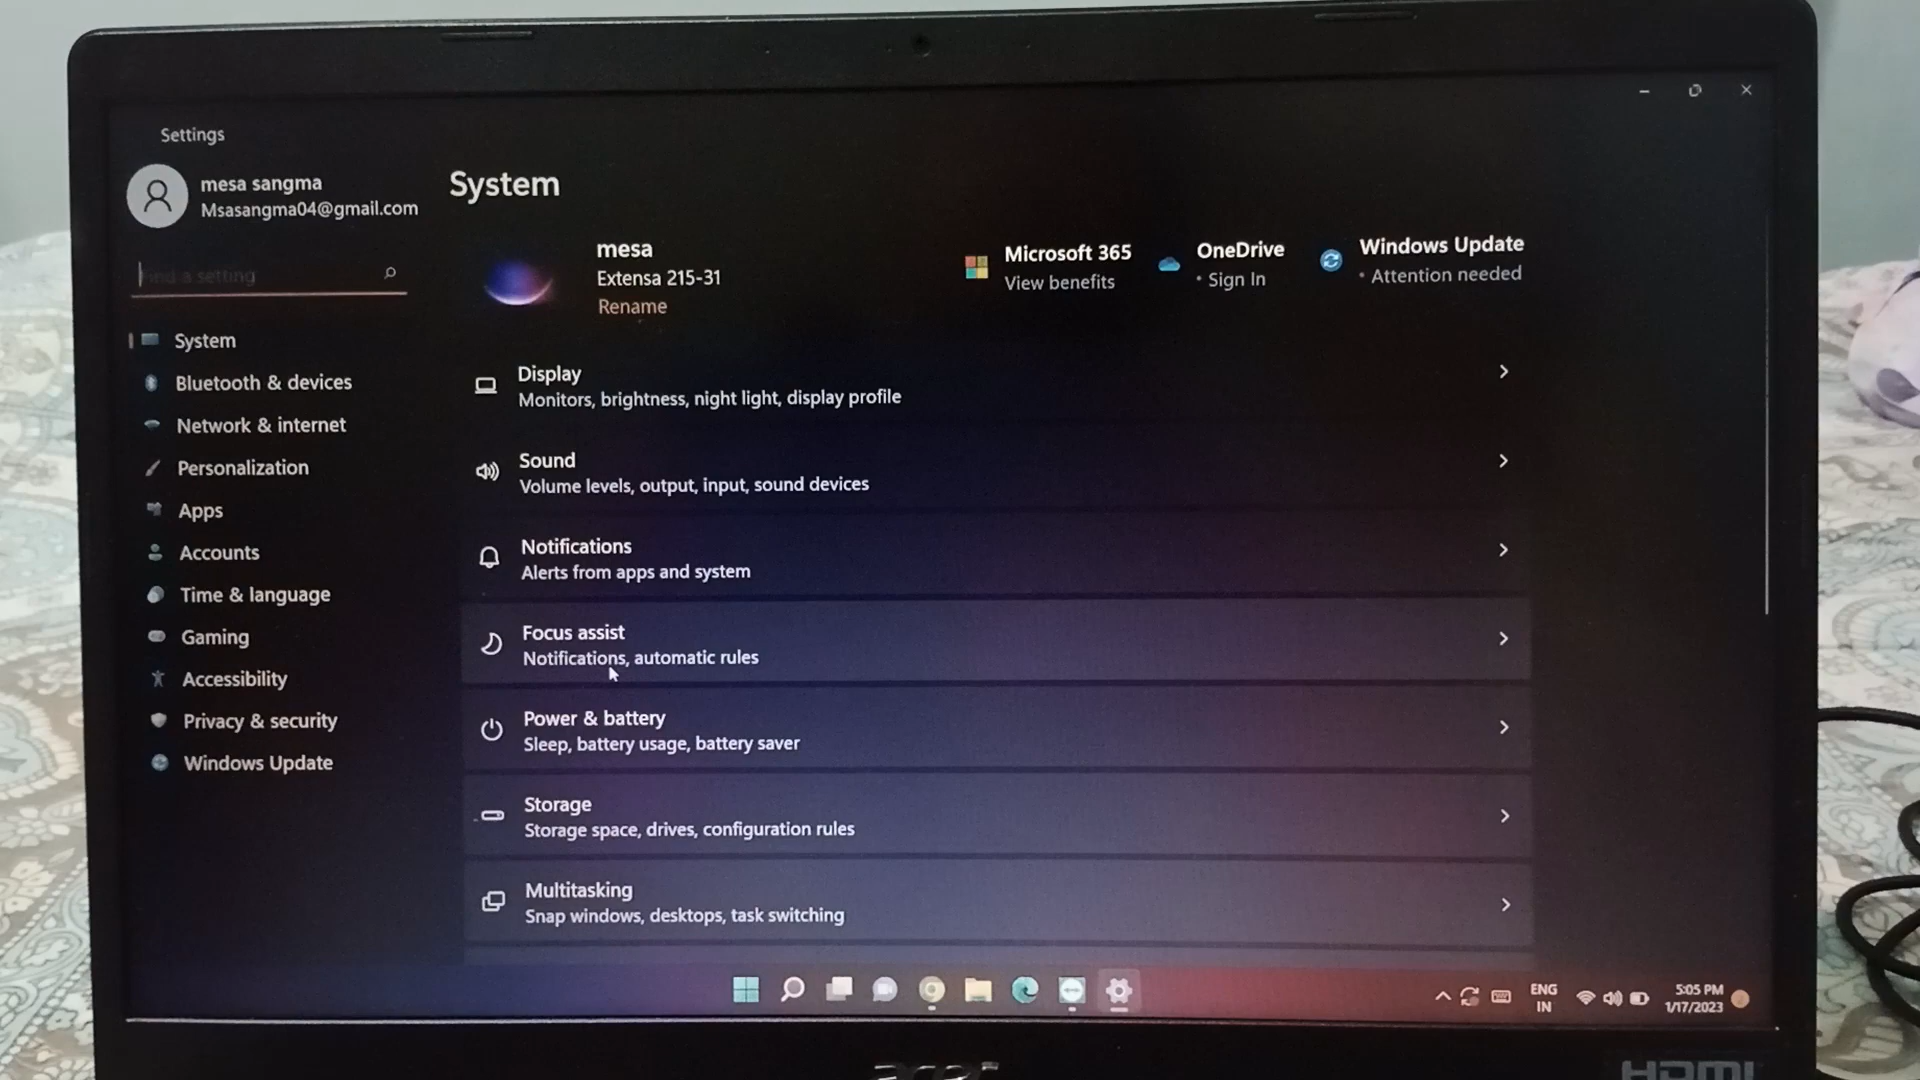 Settings
mesa sangma
Msasangma04@gmail.com
Find a setting
System
Bluetooth & devices
Network & internet
Personalization
Apps
Accounts
Time & language
Gaming
Accessibility
Privacy & security
Windows Update
System
mesa
Extensa 215-31
Rename
Microsoft 365
View benefits
OneDrive
• Sign In
Windows Update
• Attention needed
Display
Monitors, brightness, night light, display profile
Sound
Volume levels, output, input, sound devices
Notifications
Alerts from apps and system
Focus assist
Notifications, automatic rules
Power & battery
Sleep, battery usage, battery saver
Storage
Storage space, drives, configuration rules
Multitasking
Snap windows, desktops, task switching
ENG
IN
5:05 PM
1/17/2023
acer
HDMI